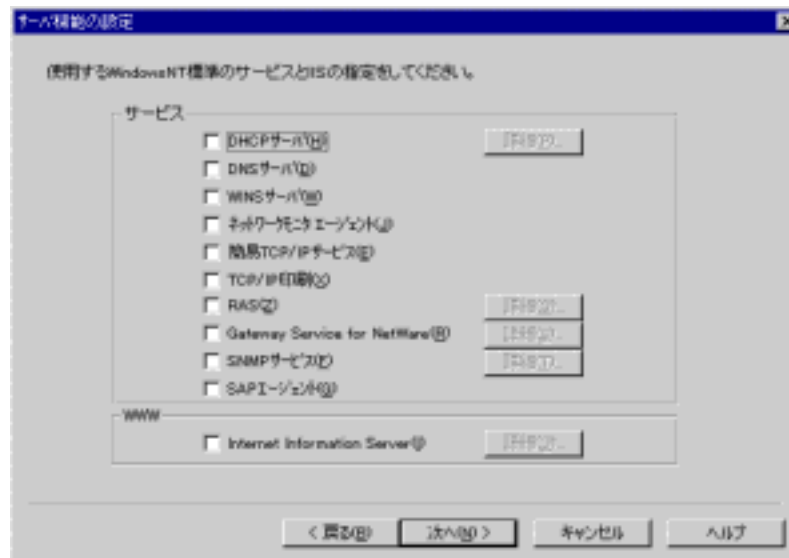 サーバ機能の設定
使用するWindowsNT標準のサービスとIISの指定をしてください。
サービス
DHCPサーバ(H)
DNSサーバ(D)
WINSサーバ(W)
ネットワークモニタ エージェント(J)
簡易TCP/IPサービス(E)
TCP/IP印刷(X)
RAS(Z)
Gateway Service for NetWare(R)
SNMPサービス(P)
SAPエージェント(G)
WWW
Internet Information Server(I)
< 戻る(B)
次へ(N) >
キャンセル
ヘルプ